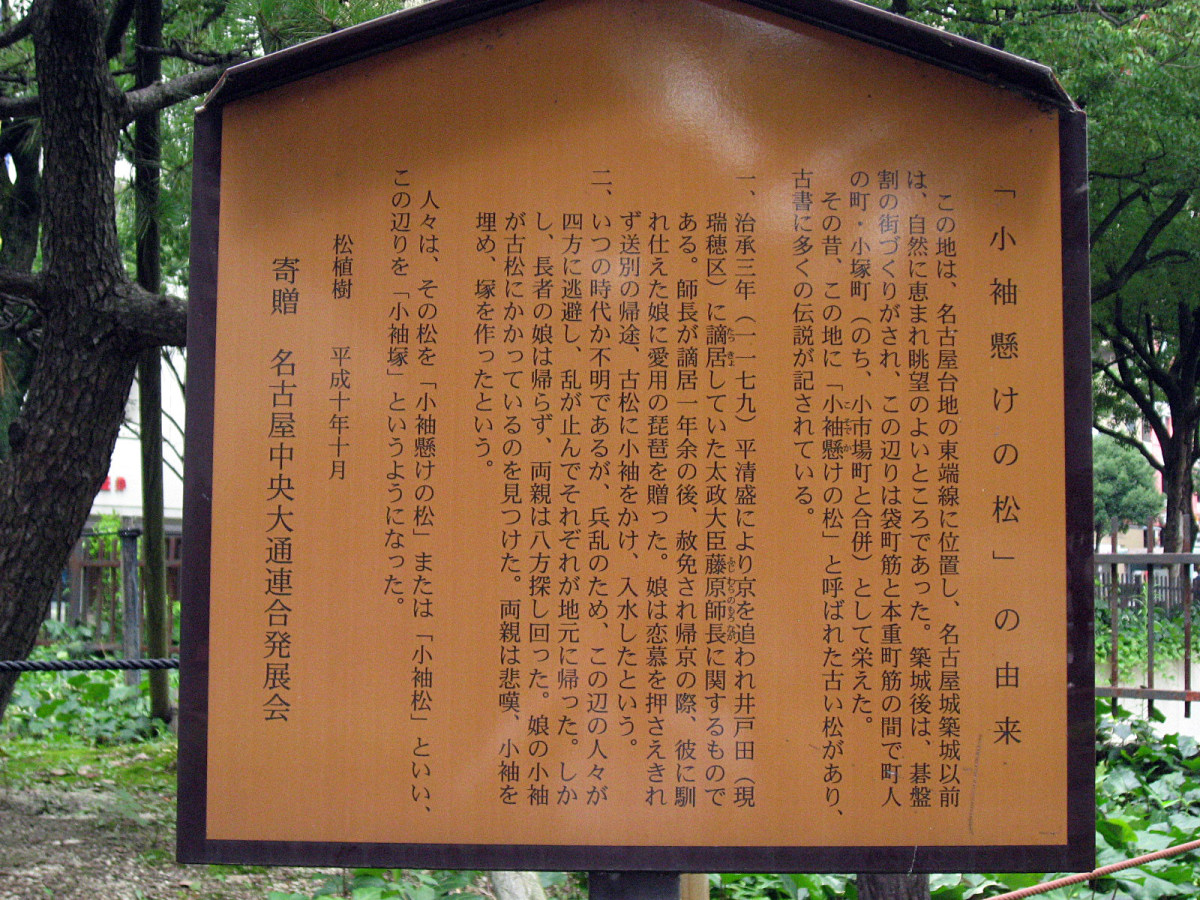 「小袖懸けの松」の由来
この地は、名古屋台地の東端線に位置し、名古屋城築城以前
は、自然に恵まれ眺望のよいところであった。築城後は、碁盤
割の街づくりがされ、この辺りは袋町筋と本重町筋の間で町人
の町・小塚町（のち、小市場町と合併）として栄えた。
その昔、この地に「小袖懸けの松」と呼ばれた古い松があり、
古書に多くの伝説が記されている。
一、治承三年（一一七九）平清盛により京を追われ井戸田（現
瑞穂区）に謫居していた太政大臣藤原師長に関するもので
ある。師長が謫居一年余の後、赦免され帰京の際、彼に馴
れ仕えた娘に愛用の琵琶を贈った。娘は恋慕を押さえきれ
ず送別の帰途、古松に小袖をかけ、入水したという。
二、いつの時代か不明であるが、兵乱のため、この辺の人々が
四方に逃避し、乱が止んでそれぞれが地元に帰った。しか
し、長者の娘は帰らず、両親は八方探し回った。娘の小袖
が古松にかかっているのを見つけた。両親は悲嘆、小袖を
埋め、塚を作ったという。
人々は、その松を「小袖懸けの松」または「小袖松」といい、
この辺りを「小袖塚」というようになった。
松植樹　平成十年十月
寄贈　名古屋中央大通連合発展会